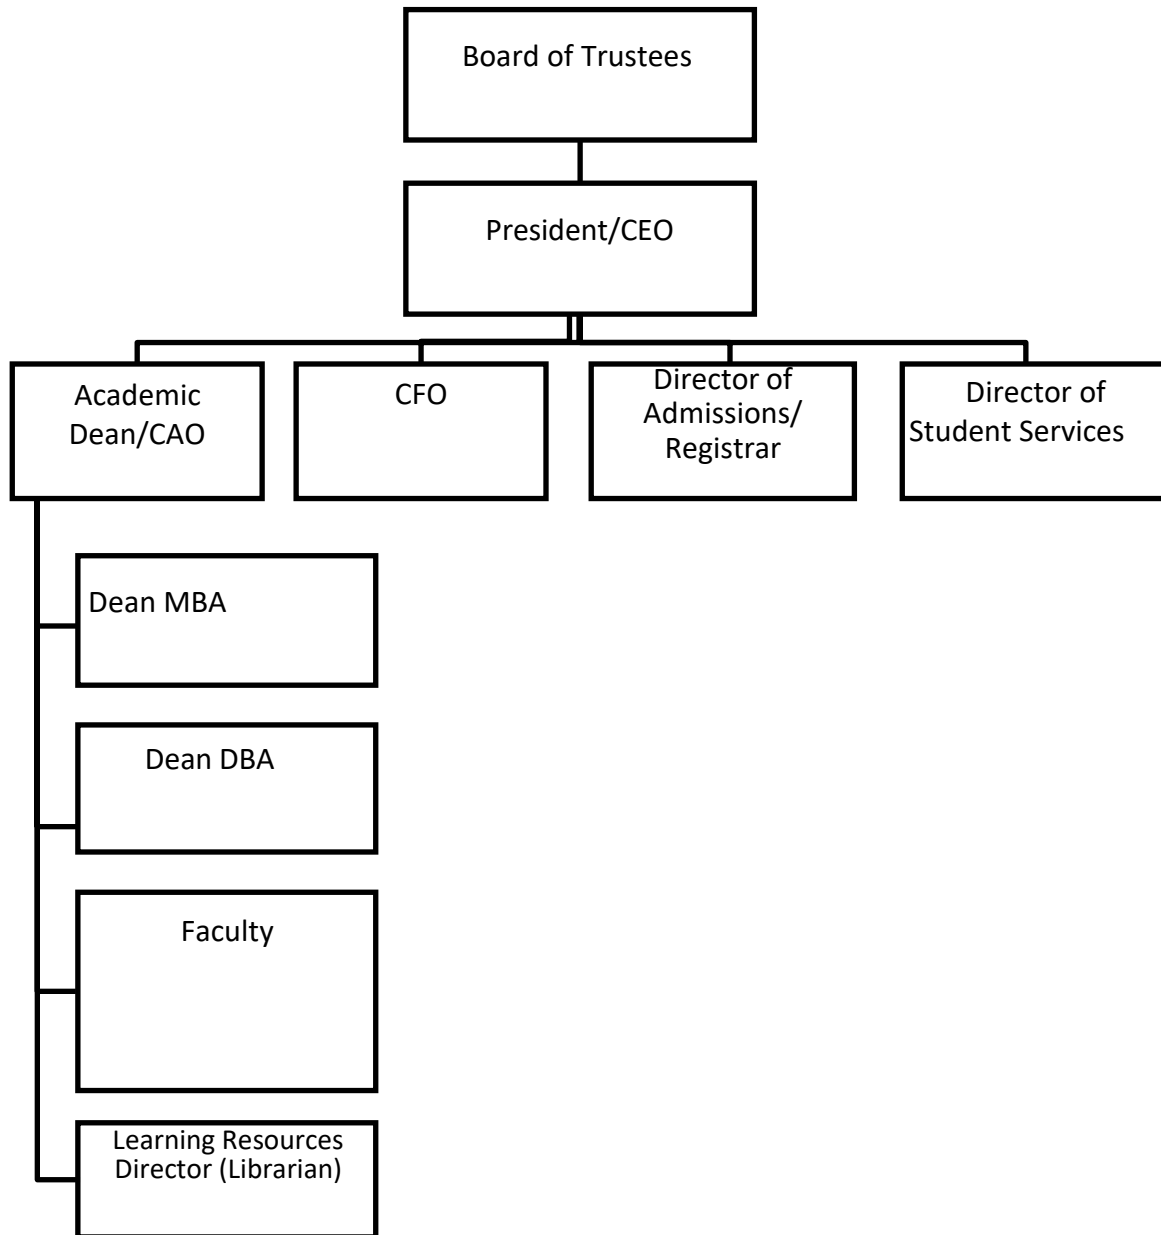 Board of Trustees
President/CEO
Academic
Dean/CAO
CFO
Director of
Admissions/
Registrar
Director of
Student Services
Dean MBA
Dean DBA
Faculty
Learning Resources
Director (Librarian)